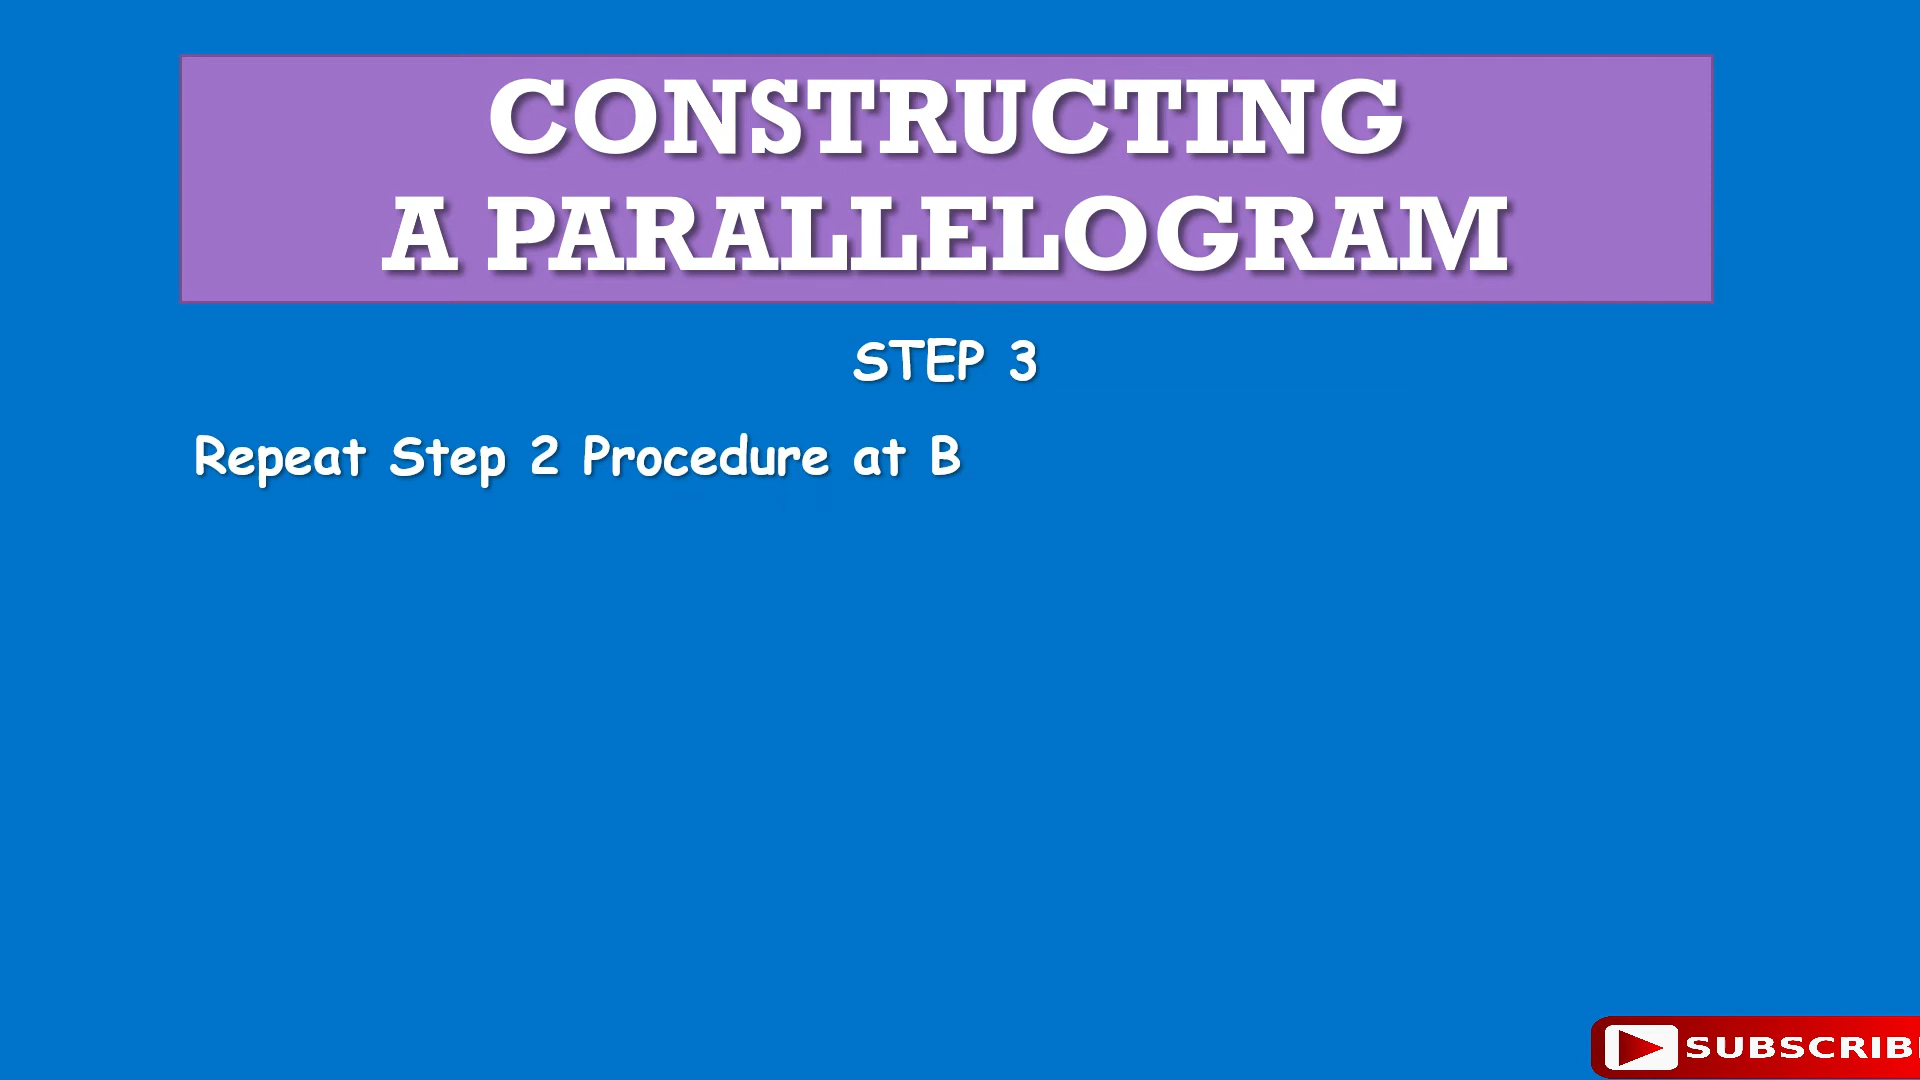 CONSTRUCTING
A PARALLELOGRAM
STEP 3
Repeat Step 2 Procedure at B
SUBSCRIB